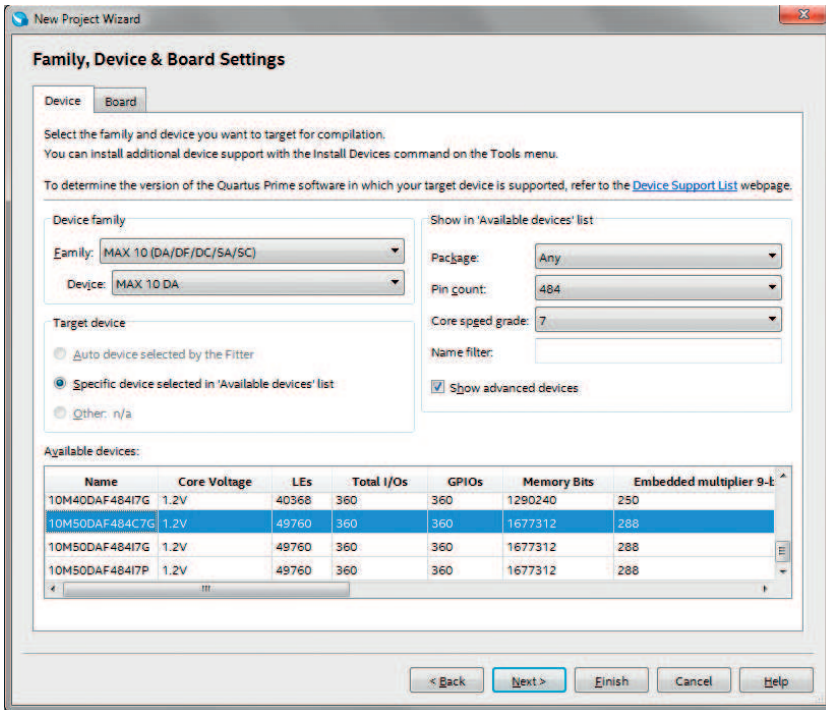 New Project Wizard
Family, Device & Board Settings
Device Board
Select the family and device you want to target for compilation.
You can install additional device support with the Install Devices command on the Tools menu.
To determine the version of the Quartus Prime software in which your target device is supported, refer to the Device Support List webpage.
Device family
Family: MAX 10 (DA/DF/DC/SA/SC)
Device: MAX 10 DA
Target device
Auto device selected by the Fitter
Specific device selected in 'Available devices' list
Other: n/a
Show in 'Available devices' list
Package: Any
Pin count: 484
Core speed grade: 7
Name filter:
Show advanced devices
Available devices:
Name Core Voltage LEs Total I/Os GPIOs Memory Bits Embedded multiplier 9-b
10M40DAF484I7G 1.2V 40368 360 360 1290240 250
10M50DAF484C7G 1.2V 49760 360 360 1677312 288
10M50DAF484I7G 1.2V 49760 360 360 1677312 288
10M50DAF484I7P 1.2V 49760 360 360 1677312 288
< Back Next > Finish Cancel Help